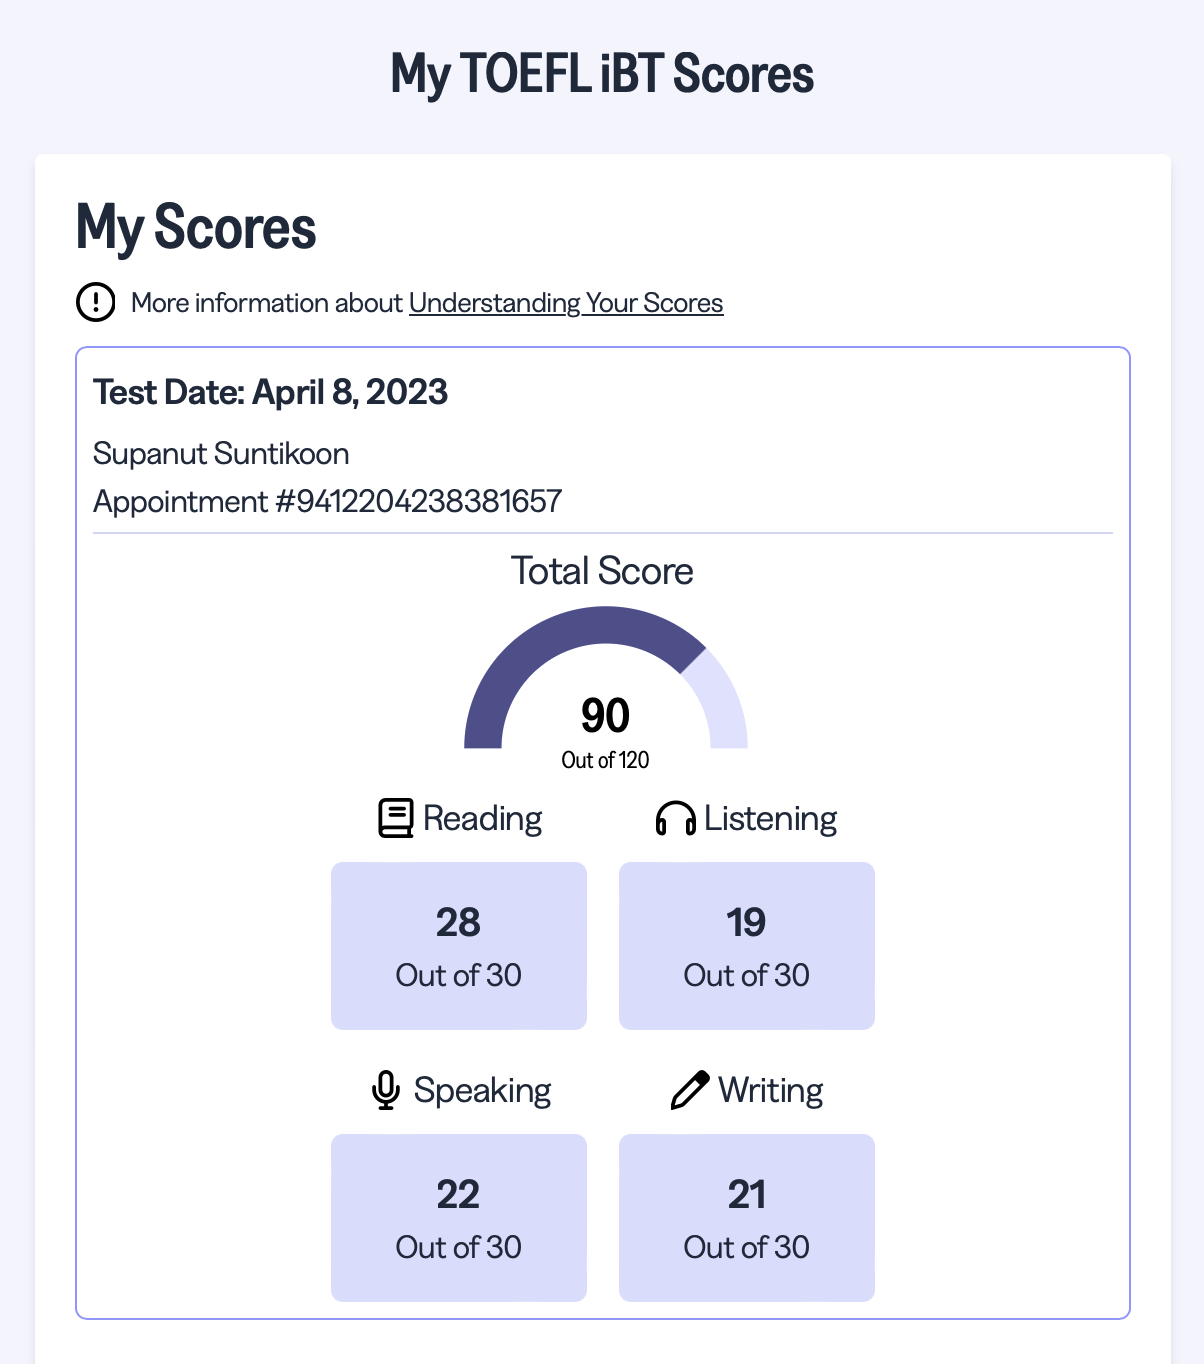 My TOEFL iBT Scores
My Scores
More information about Understanding Your Scores
Test Date: April 8, 2023
Supanut Suntikoon
Appointment #9412204238381657
Total Score
90
Out of 120
Reading
Listening
28
19
Out of 30
Out of 30
Speaking
Writing
22
21
Out of 30
Out of 30